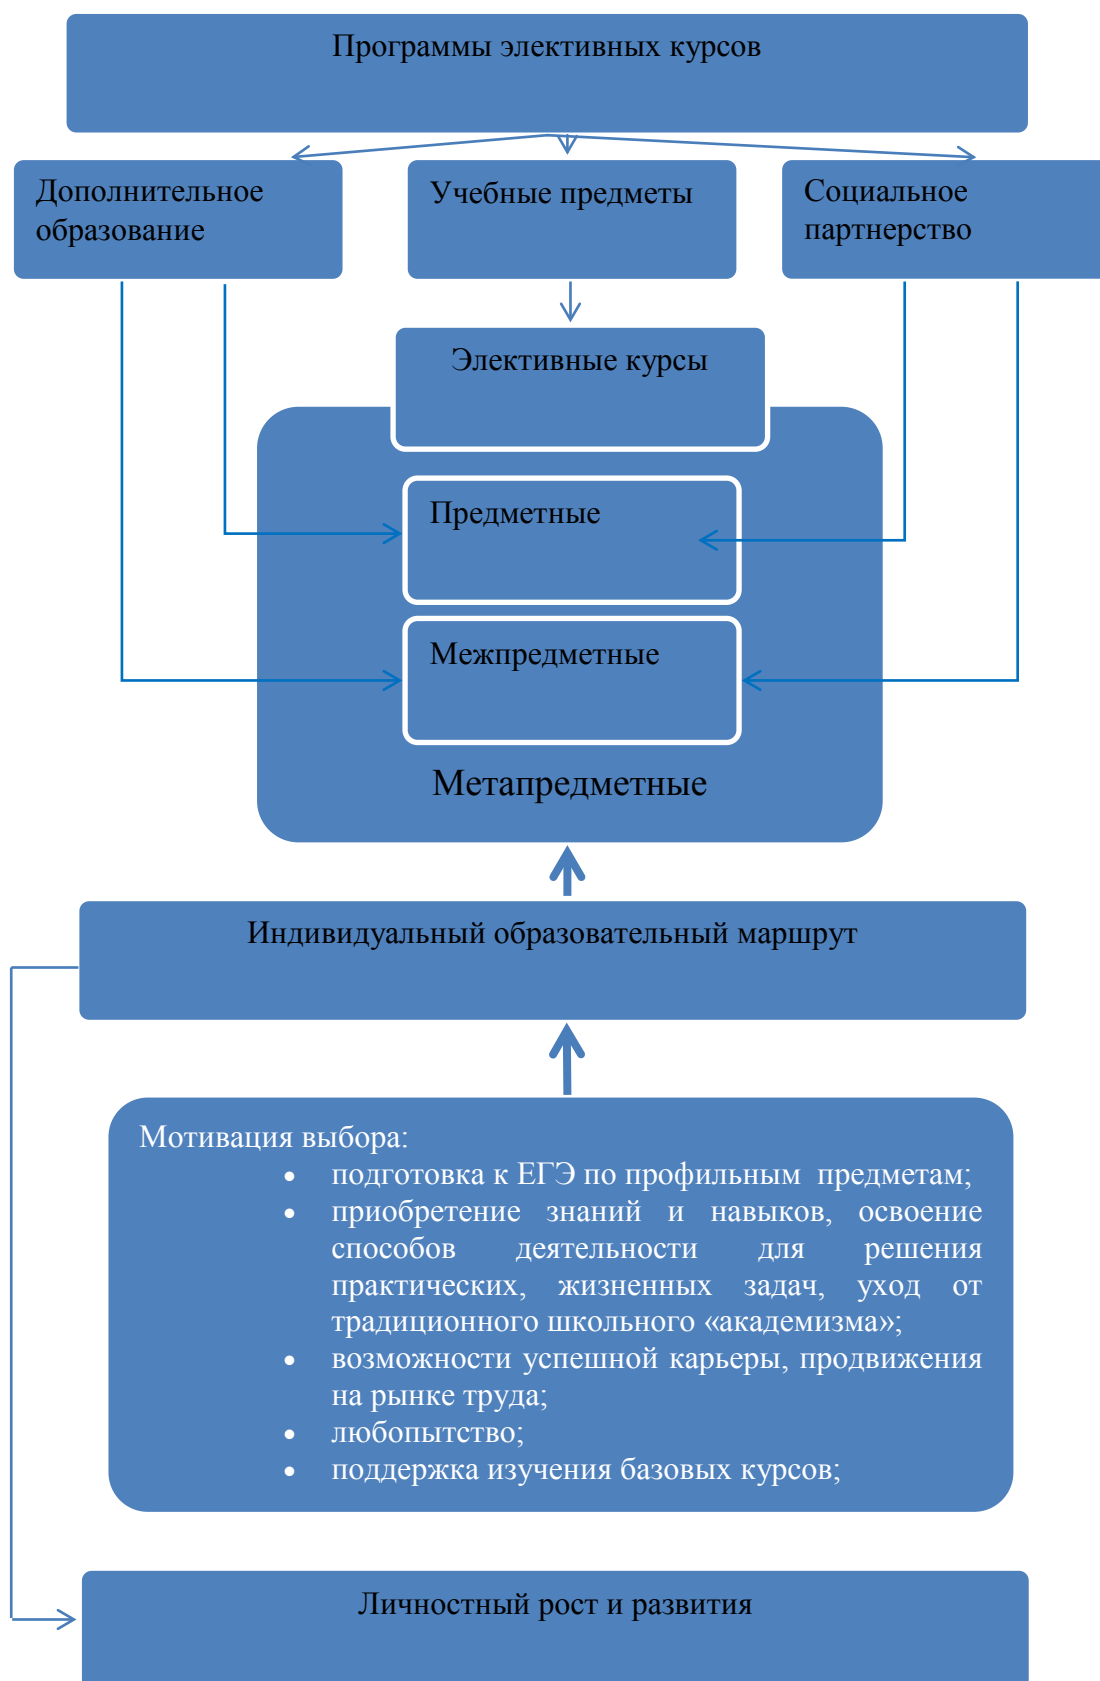 Программы элективных курсов
Дополнительное
образование
Учебные предметы
Социальное
партнерство
Элективные курсы
Предметные
Межпредметные
Метапредметные
Индивидуальный образовательный маршрут
Мотивация выбора:
• подготовка к ЕГЭ по профильным предметам;
• приобретение знаний и навыков, освоение
способов деятельности для решения
практических, жизненных задач, уход от
традиционного школьного «академизма»;
• возможности успешной карьеры, продвижения
на рынке труда;
• любопытство;
• поддержка изучения базовых курсов;
Личностный рост и развития